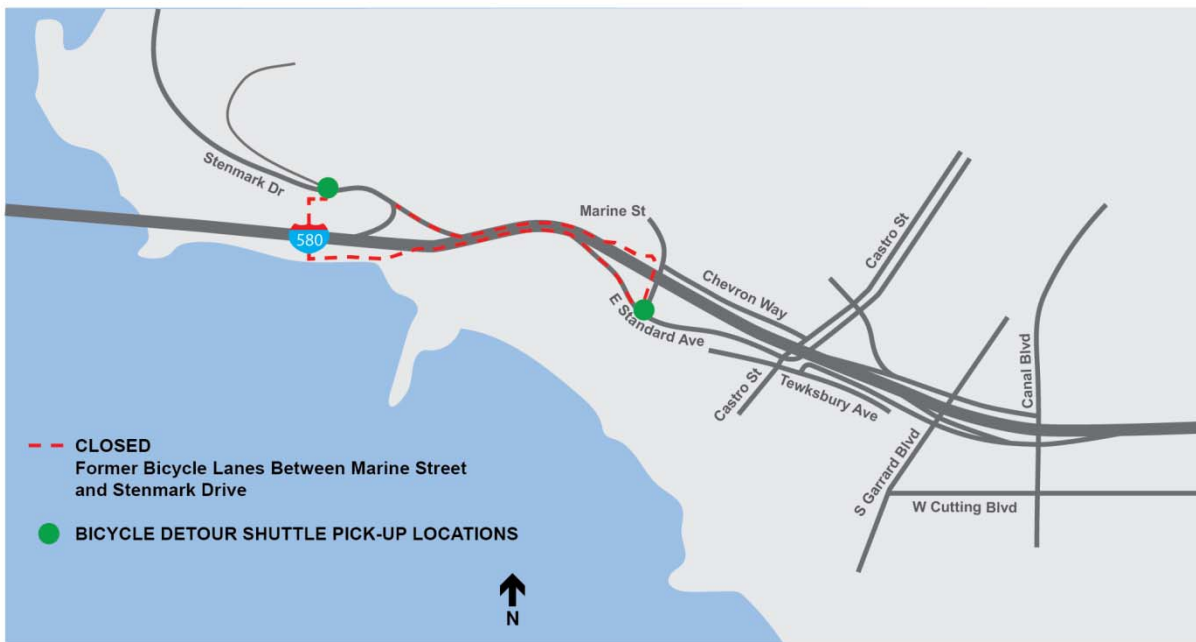 Stenmark Dr
580
Marine St
Castro St
Chevron Way
E Standard Ave
Castro St
Tewksbury Ave
Canal Blvd
S Garrard Blvd
W Cutting Blvd
CLOSED
Former Bicycle Lanes Between Marine Street
and Stenmark Drive
BICYCLE DETOUR SHUTTLE PICK-UP LOCATIONS
N